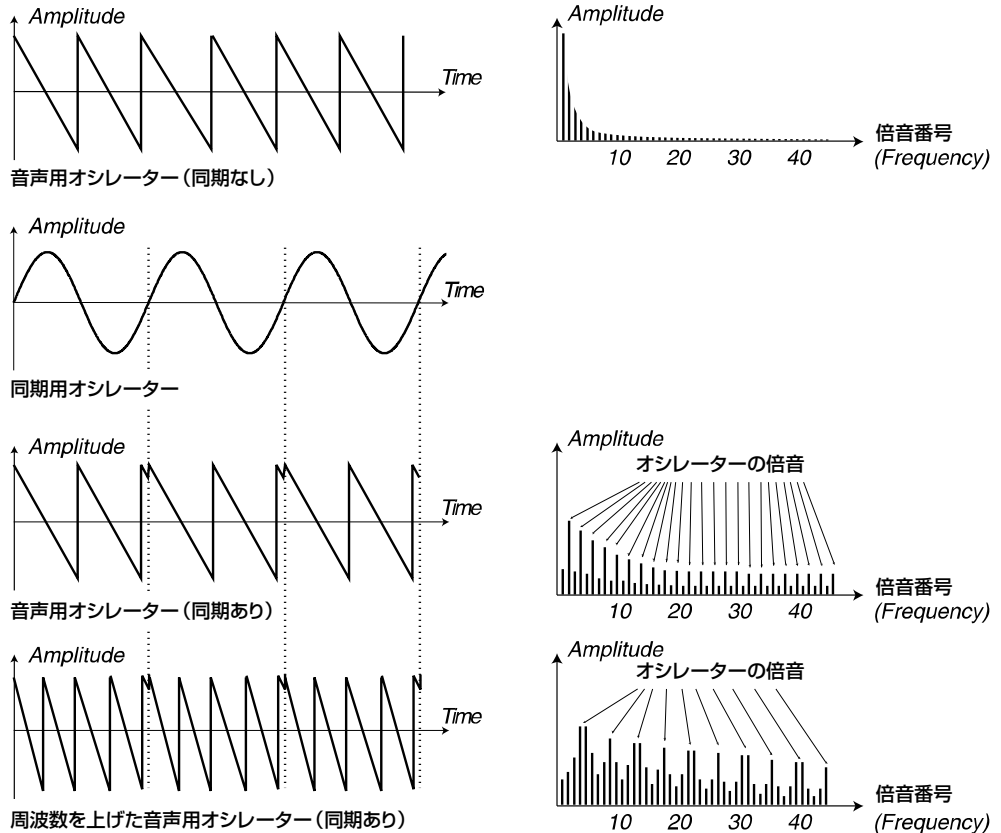 Amplitude
Time
音声用オシレーター（同期なし）
Amplitude
10 20 30 40
倍音番号
(Frequency)
Amplitude
Time
同期用オシレーター
Amplitude
Time
音声用オシレーター（同期あり）
Amplitude
オシレーターの倍音
10 20 30 40
倍音番号
(Frequency)
Amplitude
Time
周波数を上げた音声用オシレーター（同期あり）
Amplitude
オシレーターの倍音
10 20 30 40
倍音番号
(Frequency)